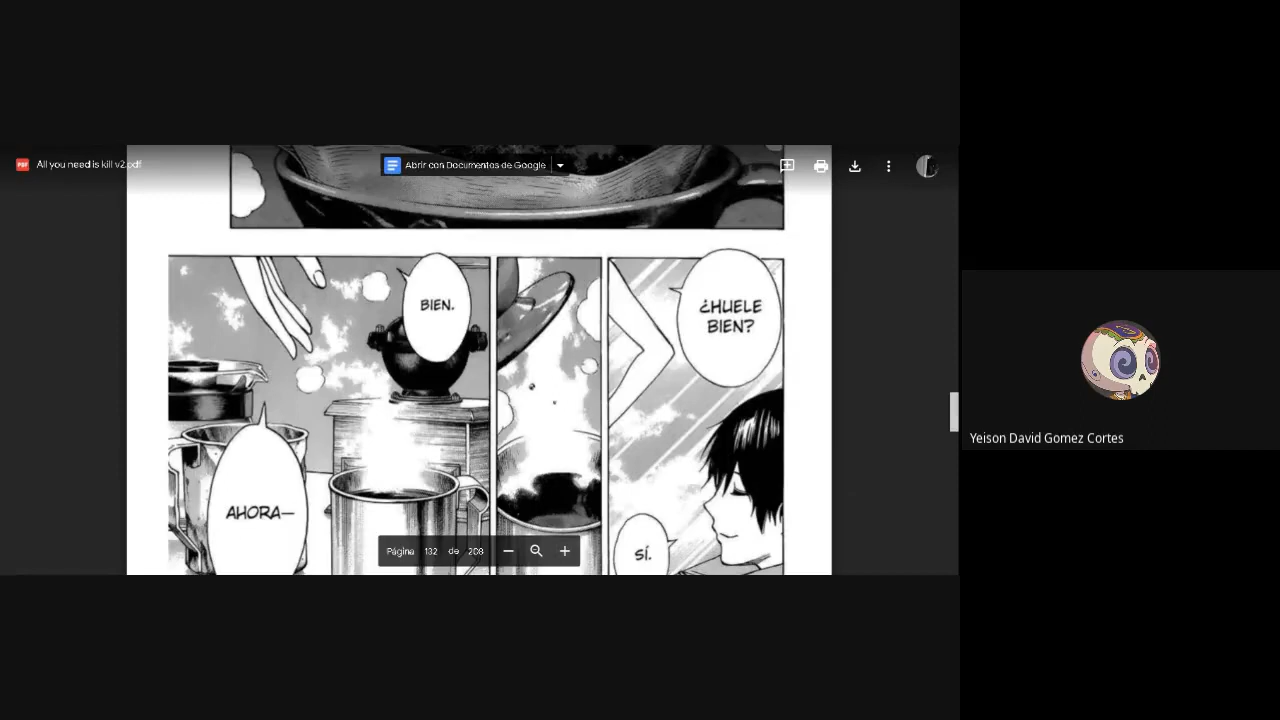 All you need is kill v2.pdf
Abrir con Documentos de Google
BIEN.
¿HUELE
BIEN?
AHORA—
SÍ.
Página 132 de 208
Yeison David Gomez Cortes